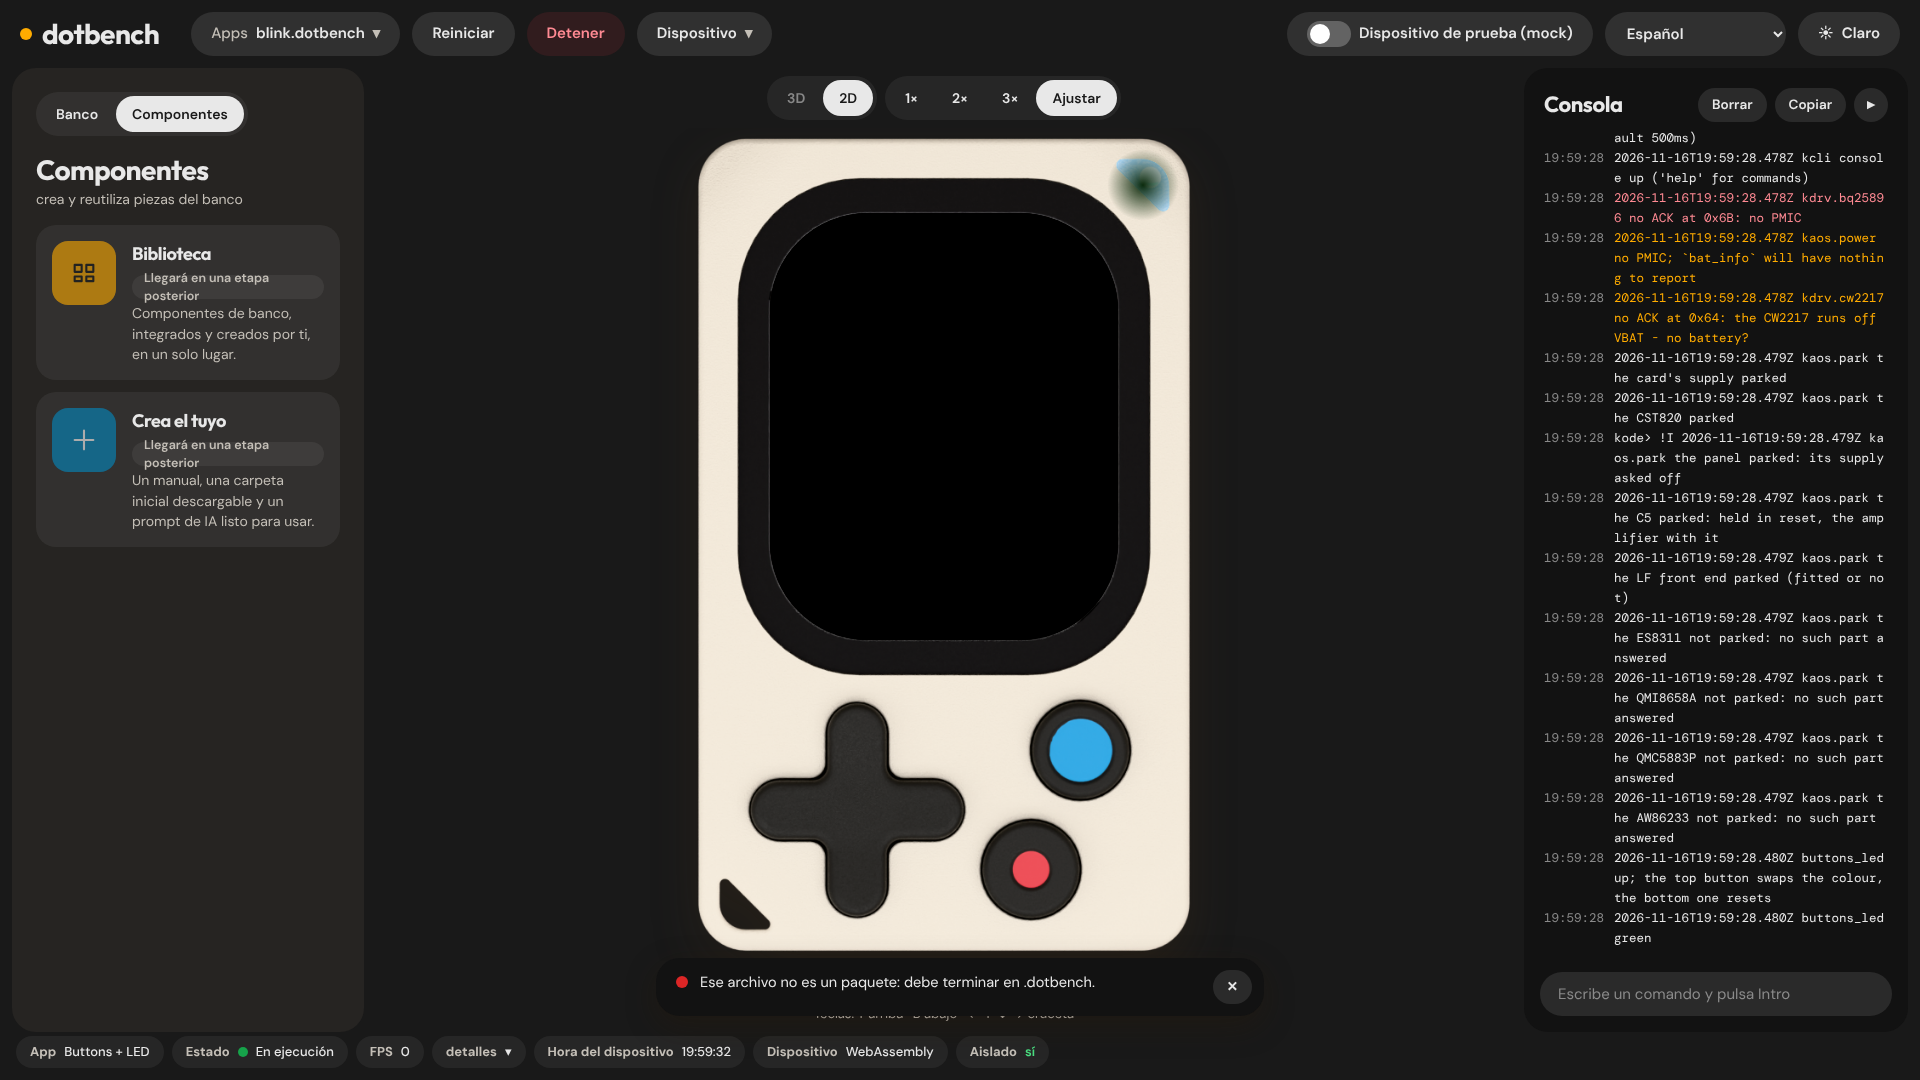 dotbench
Apps blink.dotbench ▾
Reiniciar
Detener
Dispositivo ▾
Dispositivo de prueba (mock)
Español
Claro
Banco
Componentes
Componentes
crea y reutiliza piezas del banco
Biblioteca
Llegará en una etapa
posterior
Componentes de banco,
integrados y creados por ti,
en un solo lugar.
Crea el tuyo
Llegará en una etapa
posterior
Un manual, una carpeta
inicial descargable y un
prompt de IA listo para usar.
3D
2D
1×
2×
3×
Ajustar
Ese archivo no es un paquete: debe terminar en .dotbench.
×
Consola
Borrar
Copiar
ault 500ms)
19:59:28 2026-11-16T19:59:28.478Z kcli consol
e up ('help' for commands)
19:59:28 2026-11-16T19:59:28.478Z kdrv.bq2589
6 no ACK at 0x6B: no PMIC
19:59:28 2026-11-16T19:59:28.478Z kaos.power
no PMIC; `bat_info` will have nothin
g to report
19:59:28 2026-11-16T19:59:28.478Z kdrv.cw2217
no ACK at 0x64: the CW2217 runs off
VBAT - no battery?
19:59:28 2026-11-16T19:59:28.479Z kaos.park t
he card's supply parked
19:59:28 2026-11-16T19:59:28.479Z kaos.park t
he CST820 parked
19:59:28 kode> !I 2026-11-16T19:59:28.479Z ka
os.park the panel parked: its supply
asked off
19:59:28 2026-11-16T19:59:28.479Z kaos.park t
he C5 parked: held in reset, the amp
lifier with it
19:59:28 2026-11-16T19:59:28.479Z kaos.park t
he LF front end parked (fitted or no
t)
19:59:28 2026-11-16T19:59:28.479Z kaos.park t
he ES8311 not parked: no such part a
nswered
19:59:28 2026-11-16T19:59:28.479Z kaos.park t
he QMI8658A not parked: no such part
answered
19:59:28 2026-11-16T19:59:28.479Z kaos.park t
he QMC5883P not parked: no such part
answered
19:59:28 2026-11-16T19:59:28.479Z kaos.park t
he AW86233 not parked: no such part
answered
19:59:28 2026-11-16T19:59:28.480Z buttons_led
up; the top button swaps the colour,
the bottom one resets
19:59:28 2026-11-16T19:59:28.480Z buttons_led
green
Escribe un comando y pulsa Intro
App Buttons + LED
Estado En ejecución
FPS 0
detalles ▾
Hora del dispositivo 19:59:32
Dispositivo WebAssembly
Aislado sí